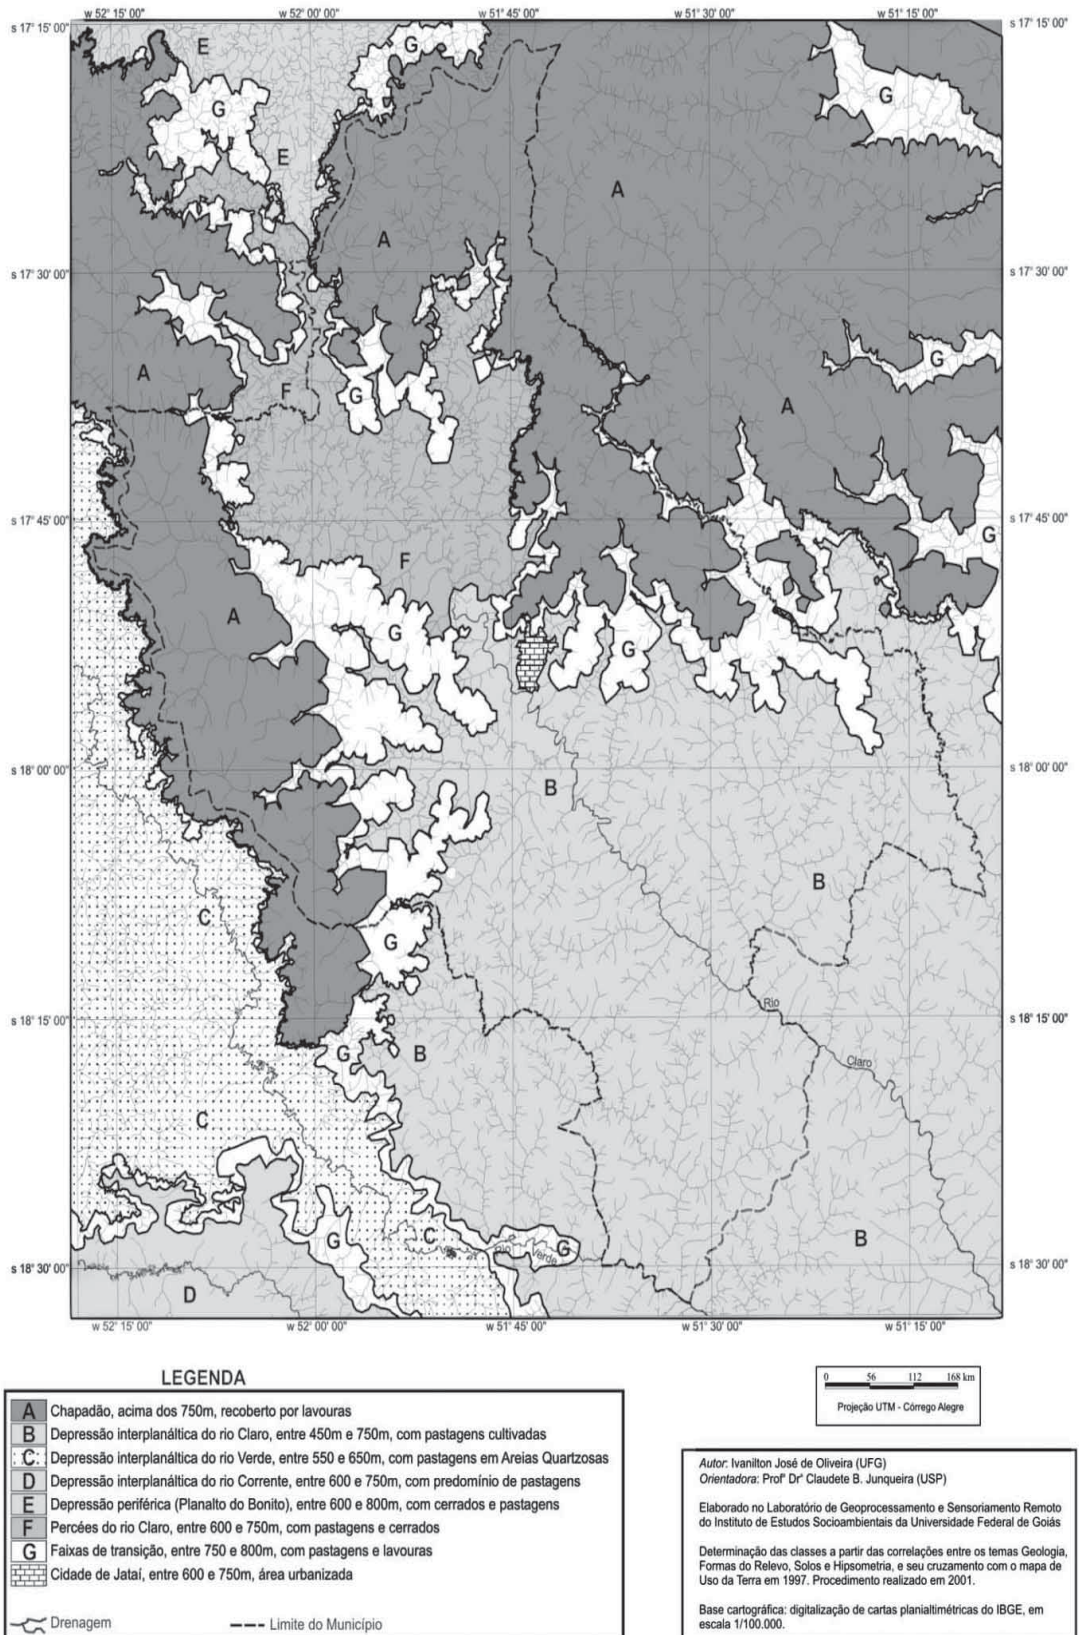 w 52° 15' 00" w 52° 00' 00" w 51° 45' 00" w 51° 30' 00" w 51° 15' 00"
s 17° 15' 00" s 17° 15' 00"
E G
G G
E
A
A
s 17° 30' 00" s 17° 30' 00"
G
A F G A
s 17° 45' 00" s 17° 45' 00"
G
F
A G G
s 18° 00' 00" s 18° 00' 00"
B
B
C
G
Rio
s 18° 15' 00" s 18° 15' 00"
G B Claro
C
C B
G G
Rio Verde
s 18° 30' 00" s 18° 30' 00"
D
w 52° 15' 00" w 52° 00' 00" w 51° 45' 00" w 51° 30' 00" w 51° 15' 00"
LEGENDA
A Chapadão, acima dos 750m, recoberto por lavouras
B Depressão interplanáltica do rio Claro, entre 450m e 750m, com pastagens cultivadas
C Depressão interplanáltica do rio Verde, entre 550 e 650m, com pastagens em Areias Quartzosas
D Depressão interplanáltica do rio Corrente, entre 600 e 750m, com predomínio de pastagens
E Depressão periférica (Planalto do Bonito), entre 600 e 800m, com cerrados e pastagens
F Percées do rio Claro, entre 600 e 750m, com pastagens e cerrados
G Faixas de transição, entre 750 e 800m, com pastagens e lavouras
Cidade de Jataí, entre 600 e 750m, área urbanizada
Drenagem Limite do Município
0 56 112 168 km
Projeção UTM - Córrego Alegre
Autor: Ivanilton José de Oliveira (UFG)
Orientadora: Profª Drª Claudete B. Junqueira (USP)
Elaborado no Laboratório de Geoprocessamento e Sensoriamento Remoto
do Instituto de Estudos Socioambientais da Universidade Federal de Goiás
Determinação das classes a partir das correlações entre os temas Geologia,
Formas do Relevo, Solos e Hipsometria, e seu cruzamento com o mapa de
Uso da Terra em 1997. Procedimento realizado em 2001.
Base cartográfica: digitalização de cartas planialtimétricas do IBGE, em
escala 1/100.000.